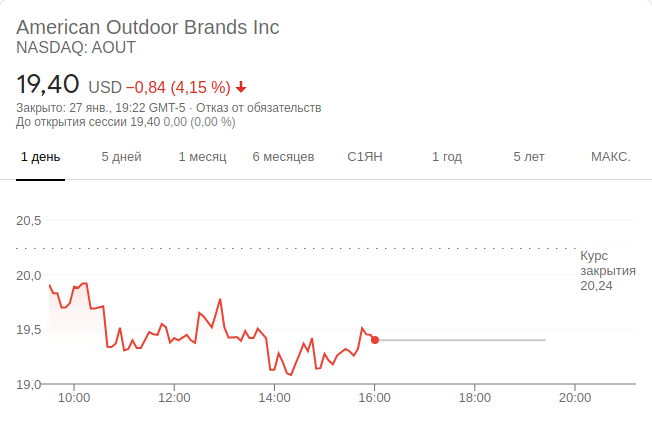 American Outdoor Brands Inc
NASDAQ: AOUT
19,40 USD −0,84 (4,15 %)
Закрыто: 27 янв., 19:22 GMT-5 · Отказ от обязательств
До открытия сессии 19,40 0,00 (0,00 %)
1 день 5 дней 1 месяц 6 месяцев С1ЯН 1 год 5 лет МАКС.
20,5
Курс
закрытия
20,24
20,0
19,5
19,0
10:00 12:00 14:00 16:00 18:00 20:00